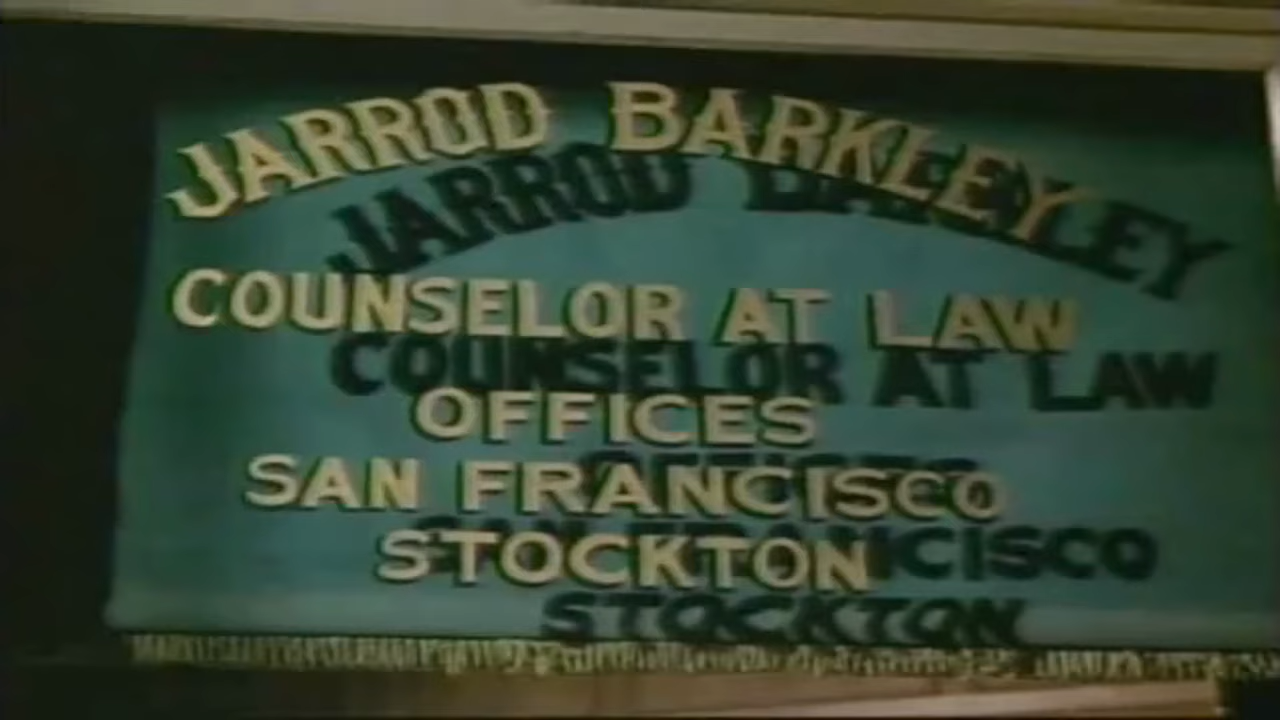 JARROD BARKLEY
COUNSELOR AT LAW
OFFICES
SAN FRANCISCO
STOCKTON